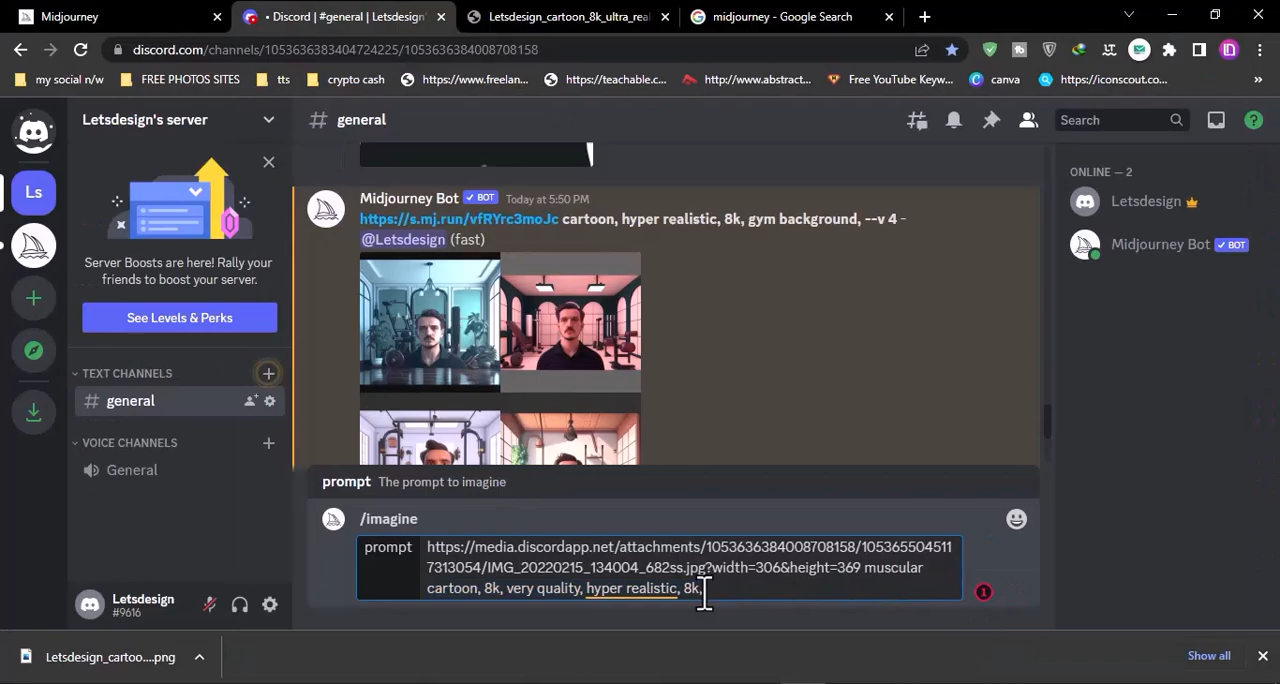 Midjourney
• Discord | #general | Letsdesign'
Letsdesign_cartoon_8k_ultra_real
midjourney - Google Search
discord.com/channels/1053636383404724225/1053636384008708158
my social n/w
FREE PHOTOS SITES
tts
crypto cash
https://www.freelan...
https://teachable.c...
http://www.abstract...
Free YouTube Keyw...
canva
https://iconscout.co...
»
Letsdesign's server
# general
Search
Server Boosts are here! Rally your
friends to boost your server.
See Levels & Perks
TEXT CHANNELS
# general
VOICE CHANNELS
General
Ls
Letsdesign
#9616
Midjourney Bot ✓ BOT Today at 5:50 PM
https://s.mj.run/vfRYrc3moJc cartoon, hyper realistic, 8k, gym background, --v 4 -
@Letsdesign (fast)
prompt The prompt to imagine
/imagine
prompt https://media.discordapp.net/attachments/1053636384008708158/105365504511
7313054/IMG_20220215_134004_682ss.jpg?width=306&height=369 muscular
cartoon, 8k, very quality, hyper realistic, 8k,
1
ONLINE — 2
Letsdesign
Midjourney Bot ✓ BOT
Letsdesign_cartoo....png
Show all